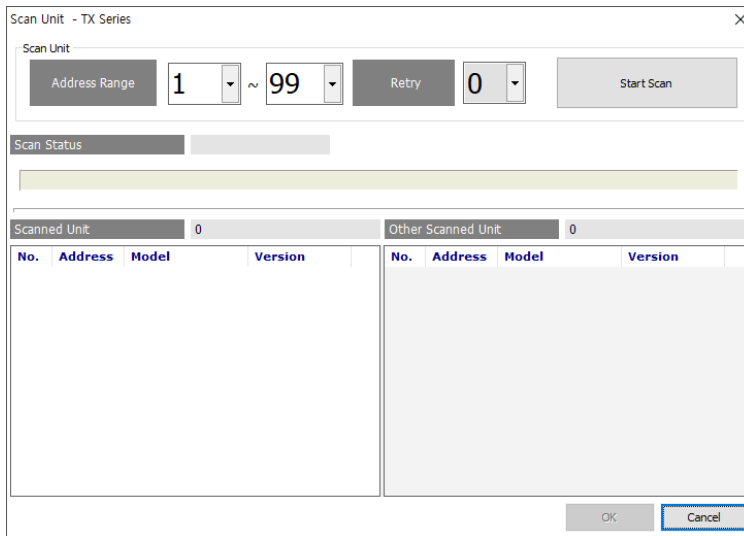 Scan Unit - TX Series
Scan Unit
Address Range 1 ~ 99 Retry 0 Start Scan
Scan Status
Scanned Unit 0 Other Scanned Unit 0
No. Address Model Version No. Address Model Version
OK Cancel